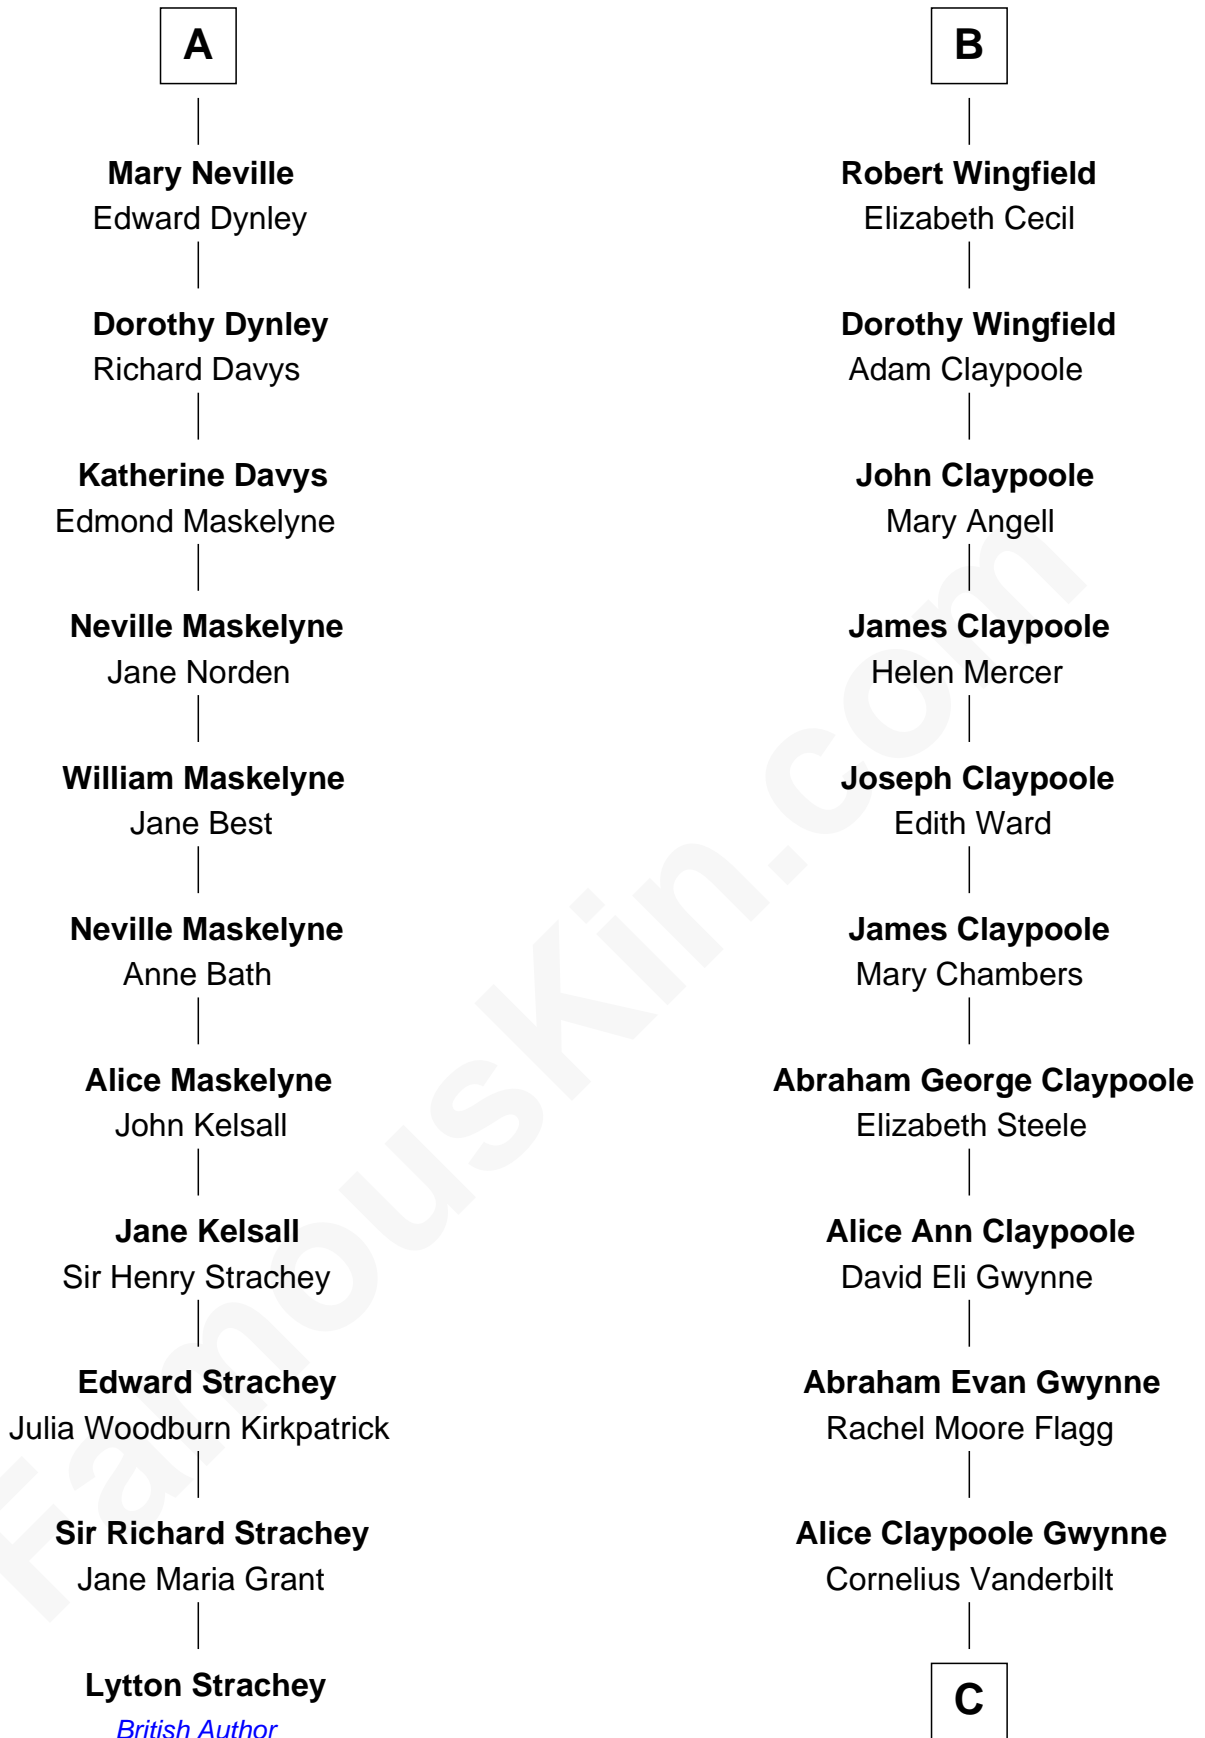 A
Mary Neville
Edward Dynley
Dorothy Dynley
Richard Davys
Katherine Davys
Edmond Maskelyne
Neville Maskelyne
Jane Norden
William Maskelyne
Jane Best
Neville Maskelyne
Anne Bath
Alice Maskelyne
John Kelsall
Jane Kelsall
Sir Henry Strachey
Edward Strachey
Julia Woodburn Kirkpatrick
Sir Richard Strachey
Jane Maria Grant
Lytton Strachey
British Author
B
Robert Wingfield
Elizabeth Cecil
Dorothy Wingfield
Adam Claypoole
John Claypoole
Mary Angell
James Claypoole
Helen Mercer
Joseph Claypoole
Edith Ward
James Claypoole
Mary Chambers
Abraham George Claypoole
Elizabeth Steele
Alice Ann Claypoole
David Eli Gwynne
Abraham Evan Gwynne
Rachel Moore Flagg
Alice Claypoole Gwynne
Cornelius Vanderbilt
C
FamousKin.com